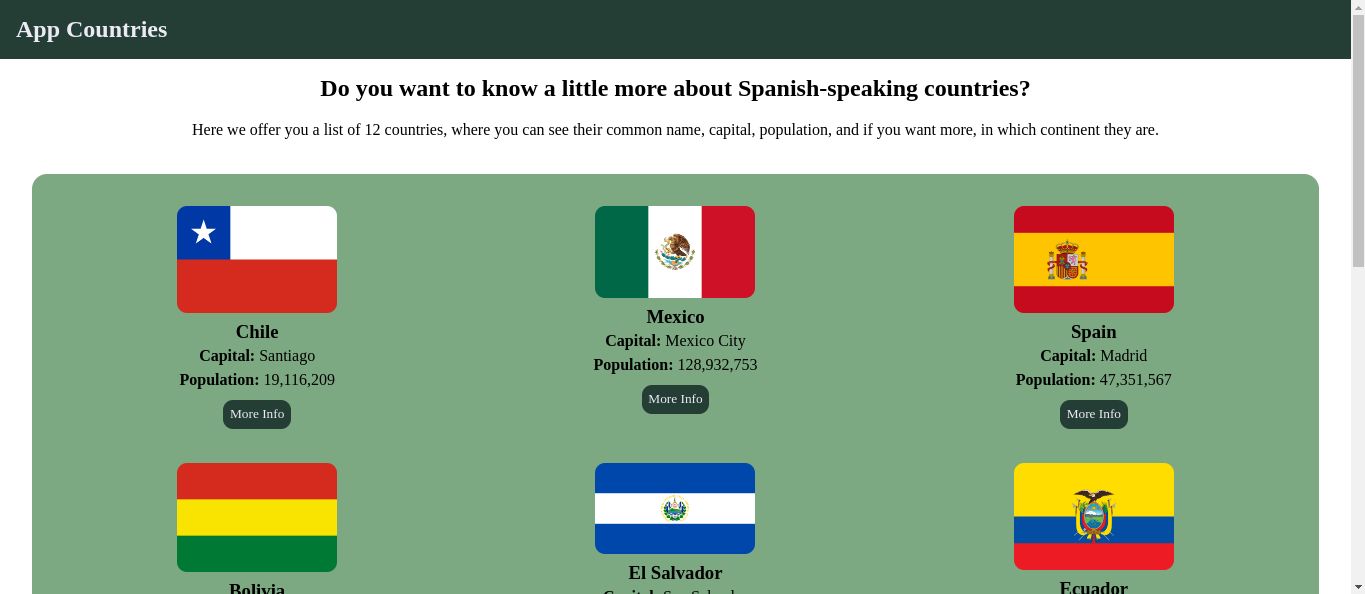 App Countries
Do you want to know a little more about Spanish-speaking countries?
Here we offer you a list of 12 countries, where you can see their common name, capital, population, and if you want more, in which continent they are.
Chile
Capital: Santiago
Population: 19,116,209
More Info
Mexico
Capital: Mexico City
Population: 128,932,753
More Info
Spain
Capital: Madrid
Population: 47,351,567
More Info
Bolivia
El Salvador
Ecuador